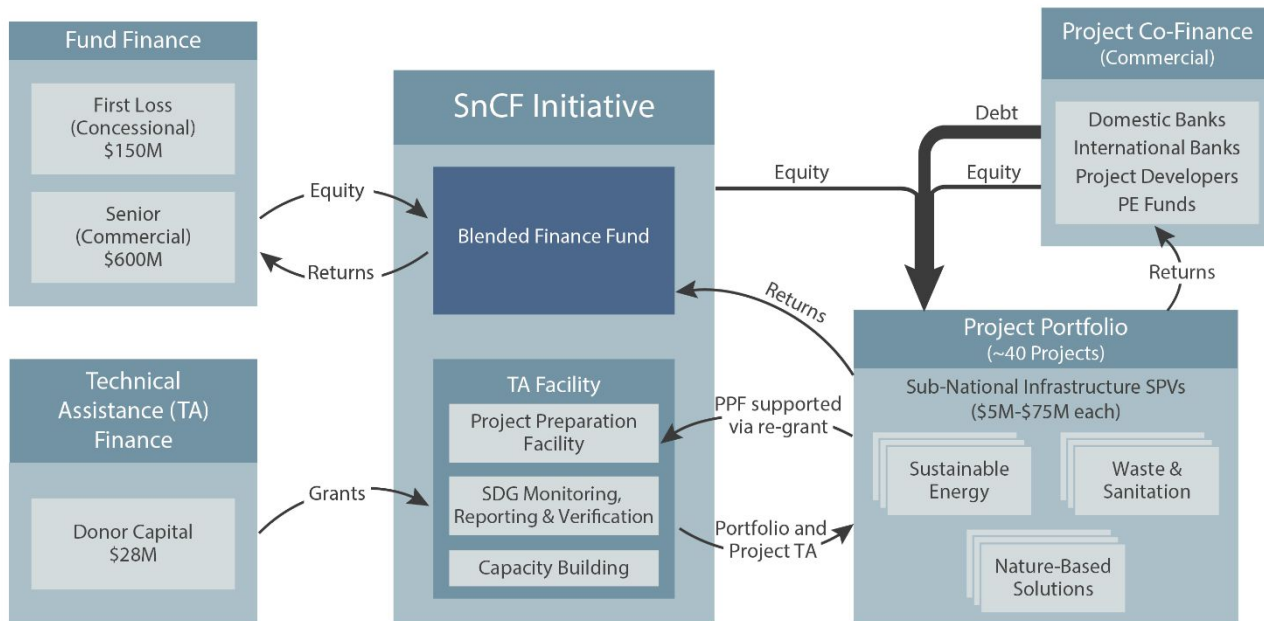 Fund Finance
First Loss
(Concessional)
$150M
Senior
(Commercial)
$600M
Equity
Returns
Technical
Assistance (TA)
Finance
Donor Capital
$28M
Grants
SnCF Initiative
Blended Finance Fund
TA Facility
Project Preparation
Facility
SDG Monitoring,
Reporting & Verification
Capacity Building
Equity
Debt
Equity
Returns
PPF supported
via re-grant
Portfolio and
Project TA
Project Co-Finance
(Commercial)
Domestic Banks
International Banks
Project Developers
PE Funds
Returns
Project Portfolio
(~40 Projects)
Sub-National Infrastructure SPVs
($5M-$75M each)
Sustainable
Energy
Waste &
Sanitation
Nature-Based
Solutions